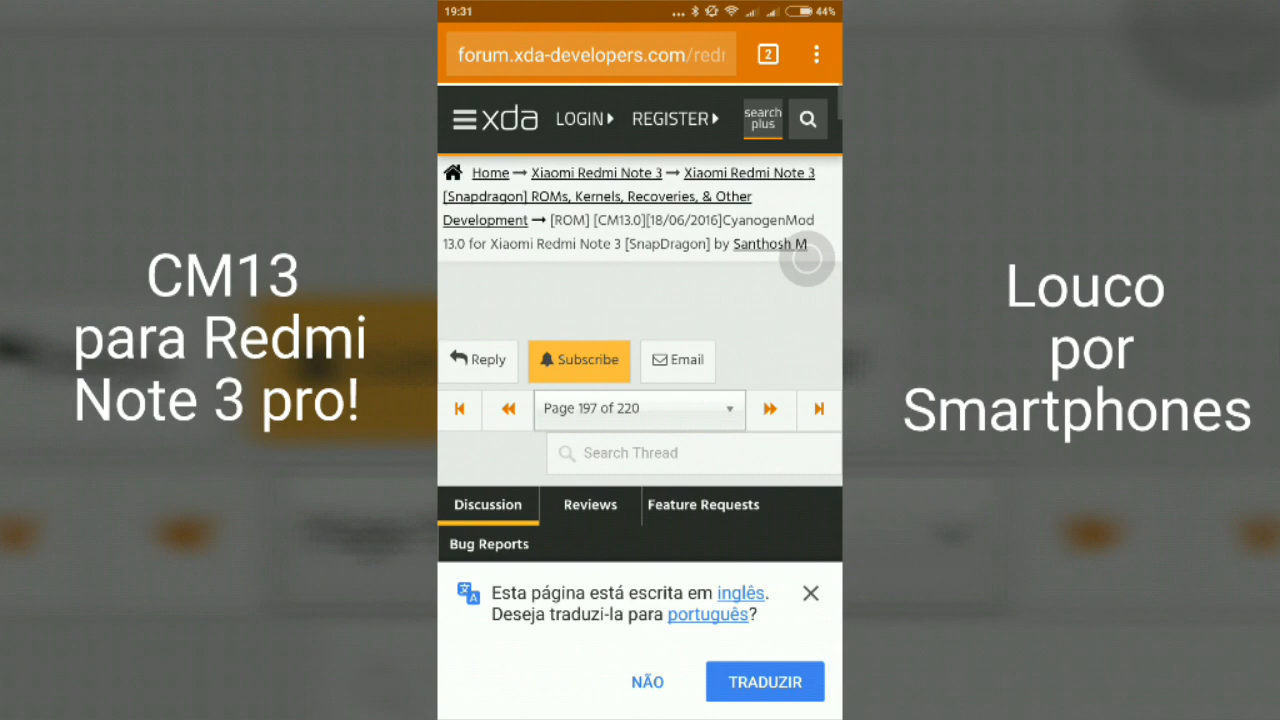 CM13
para Redmi
Note 3 pro!
19:31
44%
forum.xda-developers.com/redr
2
xda
LOGIN
REGISTER
search
plus
Home → Xiaomi Redmi Note 3 → Xiaomi Redmi Note 3
[Snapdragon] ROMs, Kernels, Recoveries, & Other
Development → [ROM] [CM13.0][18/06/2016]CyanogenMod
13.0 for Xiaomi Redmi Note 3 [SnapDragon] by Santhosh M
Reply
Subscribe
Email
Page 197 of 220
Search Thread
Discussion
Reviews
Feature Requests
Bug Reports
Esta página está escrita em inglês.
Deseja traduzi-la para português?
NÃO
TRADUZIR
Louco
por
Smartphones